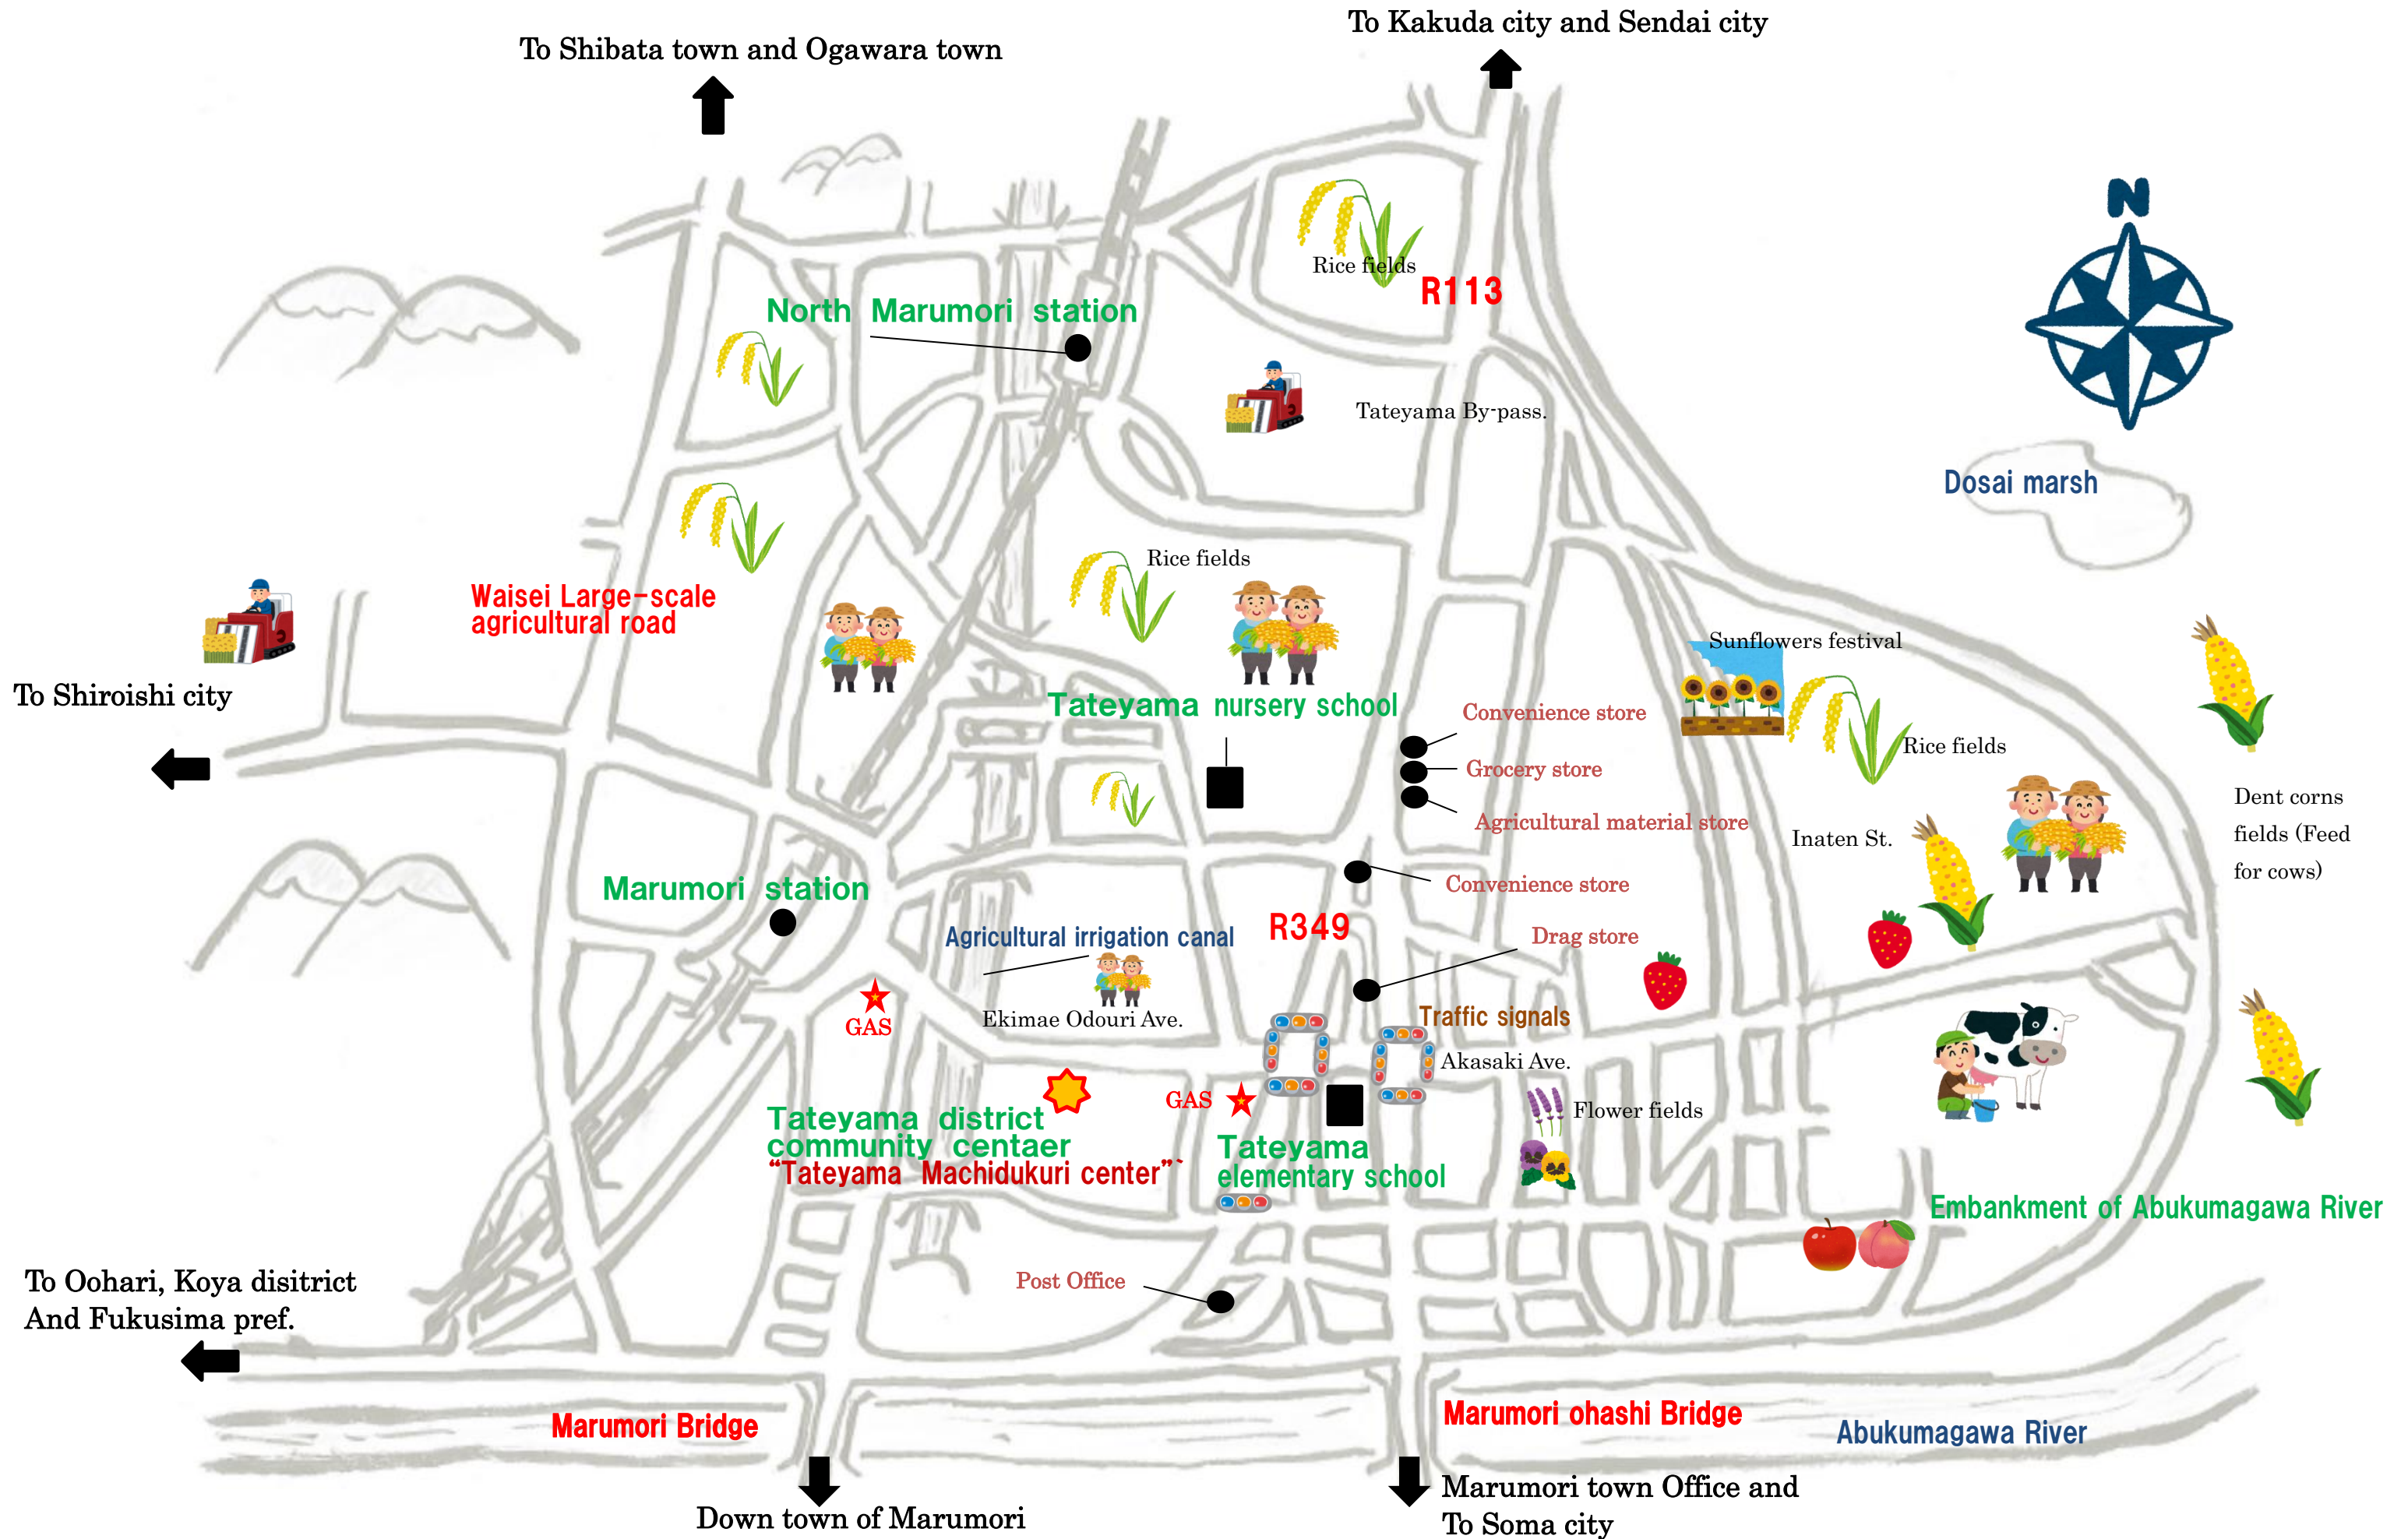 To Kakuda city and Sendai city
To Shibata town and Ogawara town
N
Rice fields
R113
North Marumori station
Tateyama By-pass.
Dosai marsh
Rice fields
Waisei Large-scale
agricultural road
Sunflowers festival
To Shiroishi city
Tateyama nursery school
Convenience store
Rice fields
Grocery store
Dent corns
fields (Feed
for cows)
Agricultural material store
Inaten St.
Marumori station
Convenience store
R349
Agricultural irrigation canal
Drag store
Ekimae Odouri Ave.
GAS
Traffic signals
Akasaki Ave.
GAS
Flower fields
Tateyama district
community centaer
“Tateyama Machidukuri center”`
Tateyama
elementary school
Embankment of Abukumagawa River
Post Office
To Oohari, Koya disitrict
And Fukusima pref.
Marumori Bridge
Marumori ohashi Bridge
Abukumagawa River
Down town of Marumori
Marumori town Office and
To Soma city